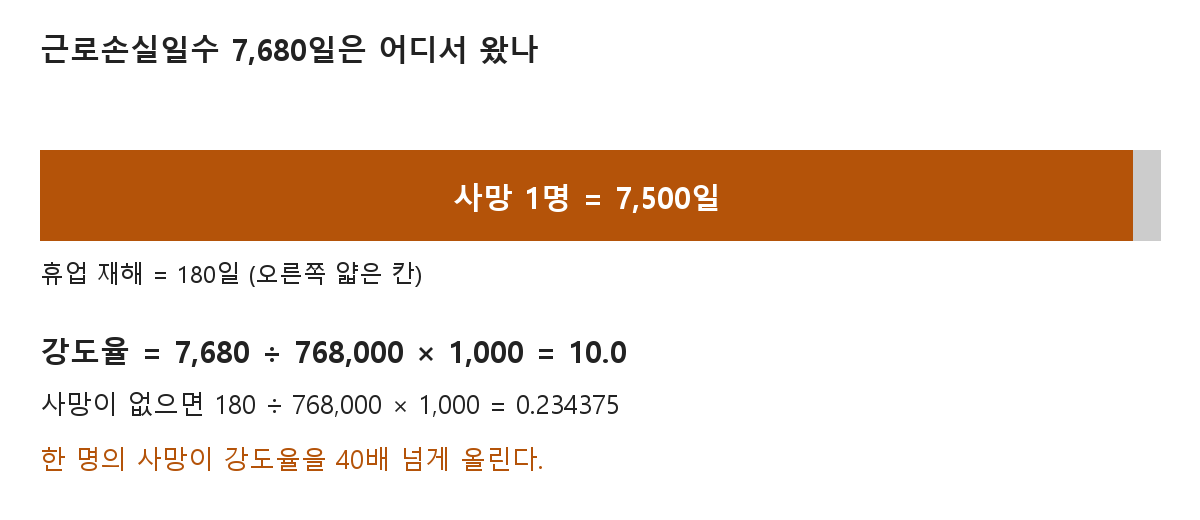 근로손실일수 7,680일은 어디서 왔나
사망 1명 = 7,500일
휴업 재해 = 180일 (오른쪽 얇은 칸)
강도율 = 7,680 ÷ 768,000 × 1,000 = 10.0
사망이 없으면 180 ÷ 768,000 × 1,000 = 0.234375
한 명의 사망이 강도율을 40배 넘게 올린다.